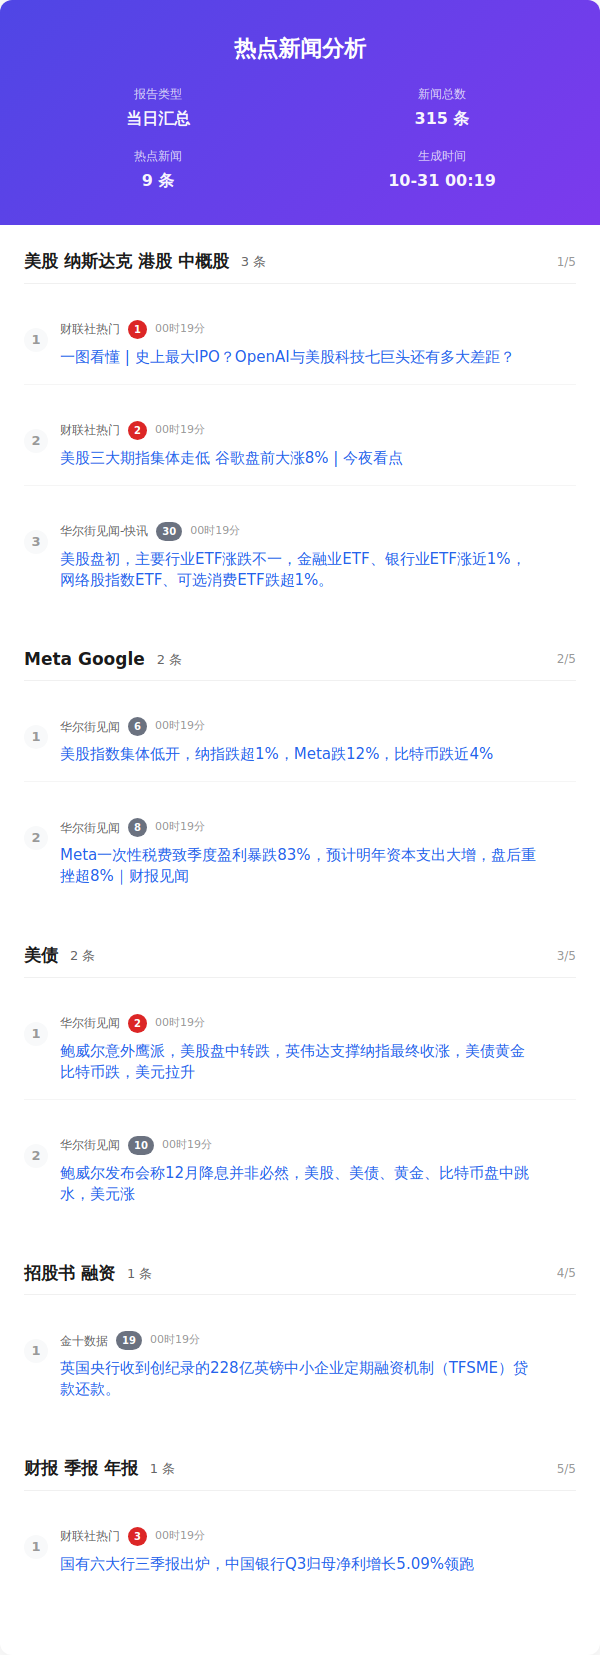 热点新闻分析
报告类型
新闻总数
当日汇总
315 条
热点新闻
生成时间
9 条
10-31 00:19
美股 纳斯达克 港股 中概股 3 条 1/5
1 财联社热门 1 00时19分
一图看懂 | 史上最大IPO？OpenAI与美股科技七巨头还有多大差距？
2 财联社热门 2 00时19分
美股三大期指集体走低 谷歌盘前大涨8% | 今夜看点
3 华尔街见闻-快讯 30 00时19分
美股盘初，主要行业ETF涨跌不一，金融业ETF、银行业ETF涨近1%，
网络股指数ETF、可选消费ETF跌超1%。
Meta Google 2 条 2/5
1 华尔街见闻 6 00时19分
美股指数集体低开，纳指跌超1%，Meta跌12%，比特币跌近4%
2 华尔街见闻 8 00时19分
Meta一次性税费致季度盈利暴跌83%，预计明年资本支出大增，盘后重
挫超8%｜财报见闻
美债 2 条 3/5
1 华尔街见闻 2 00时19分
鲍威尔意外鹰派，美股盘中转跌，英伟达支撑纳指最终收涨，美债黄金
比特币跌，美元拉升
2 华尔街见闻 10 00时19分
鲍威尔发布会称12月降息并非必然，美股、美债、黄金、比特币盘中跳
水，美元涨
招股书 融资 1 条 4/5
1 金十数据 19 00时19分
英国央行收到创纪录的228亿英镑中小企业定期融资机制（TFSME）贷
款还款。
财报 季报 年报 1 条 5/5
1 财联社热门 3 00时19分
国有六大行三季报出炉，中国银行Q3归母净利增长5.09%领跑